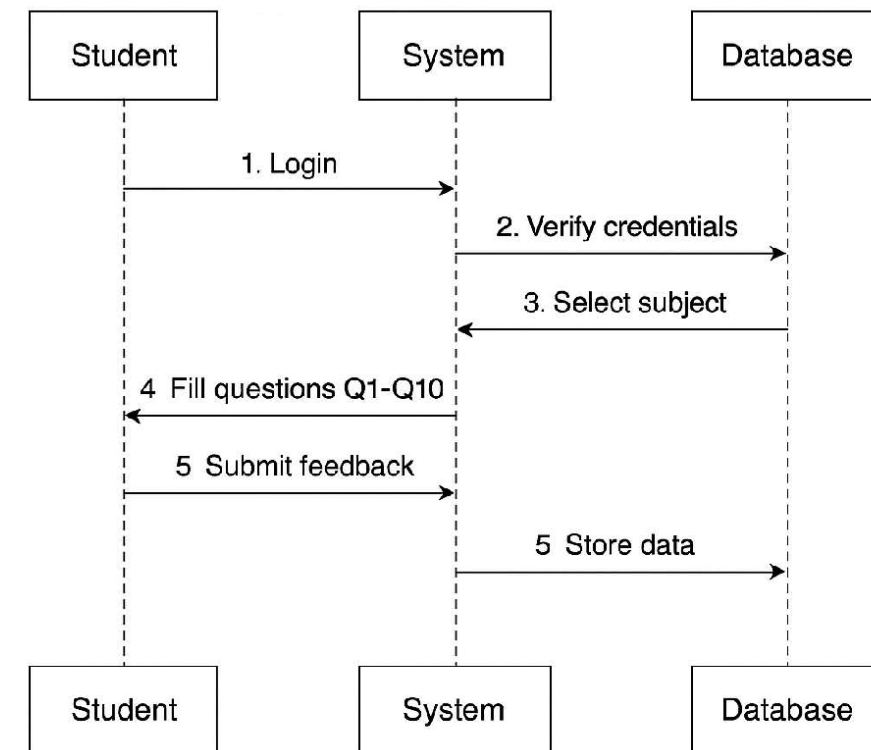 Student
System
Database
1. Login
2. Verify credentials
3. Select subject
4 Fill questions Q1-Q10
5 Submit feedback
5 Store data
Student
System
Database